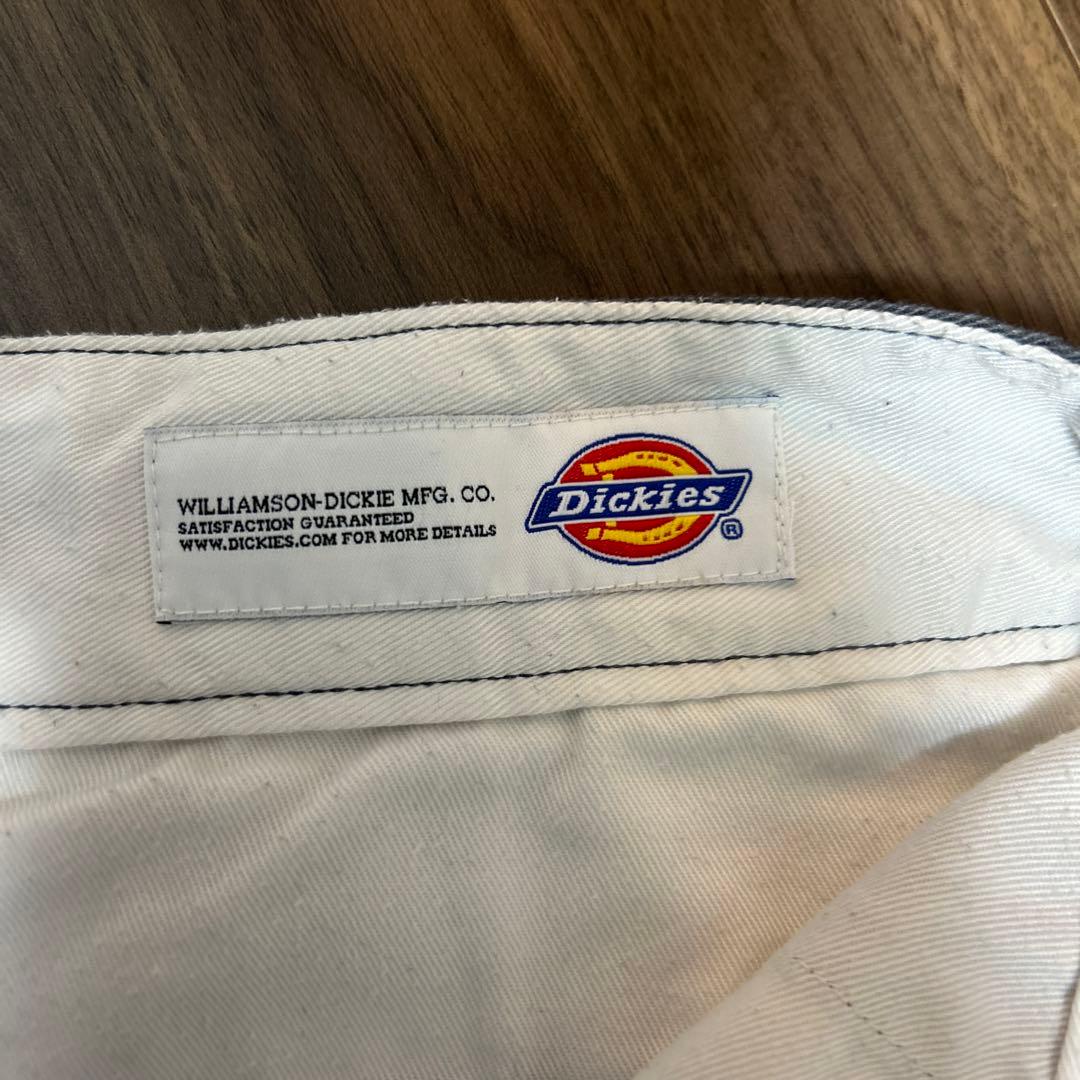 WILLIAMSON-DICKIE MFG. CO.
SATISFACTION GUARANTEED
WWW.DICKIES.COM FOR MORE DETAILS
Dickies
®